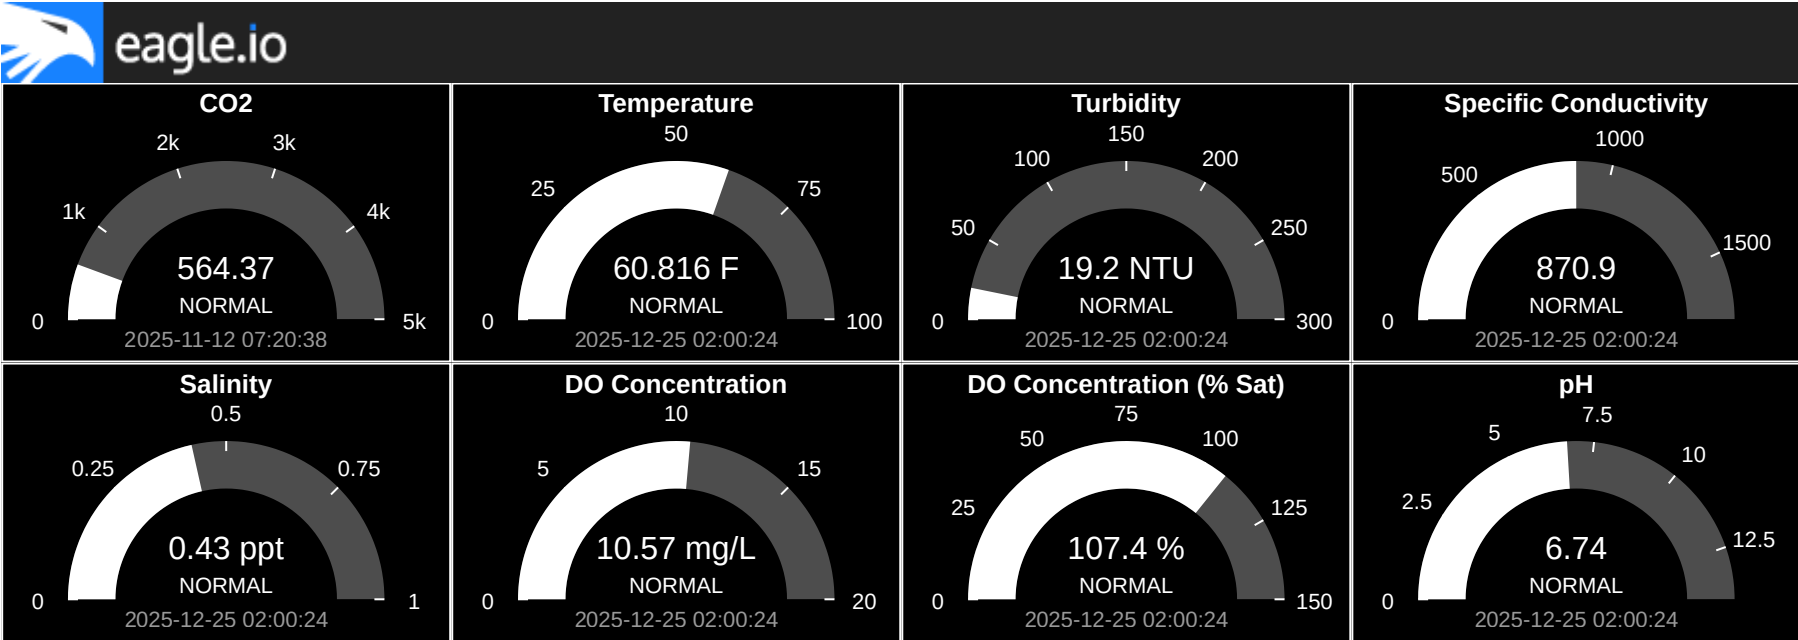 eagle.io
CO2
2k
3k
1k
4k
564.37
NORMAL
0
5k
2025-11-12 07:20:38
Temperature
50
25
75
60.816 F
NORMAL
0
100
2025-12-25 02:00:24
Turbidity
150
100
200
50
250
19.2 NTU
NORMAL
0
300
2025-12-25 02:00:24
Specific Conductivity
1000
500
1500
870.9
NORMAL
0
2025-12-25 02:00:24
Salinity
0.5
0.25
0.75
0.43 ppt
NORMAL
0
1
2025-12-25 02:00:24
DO Concentration
10
5
15
10.57 mg/L
NORMAL
0
20
2025-12-25 02:00:24
DO Concentration (% Sat)
75
50
100
25
125
107.4 %
NORMAL
0
150
2025-12-25 02:00:24
pH
7.5
5
10
2.5
12.5
6.74
NORMAL
0
2025-12-25 02:00:24